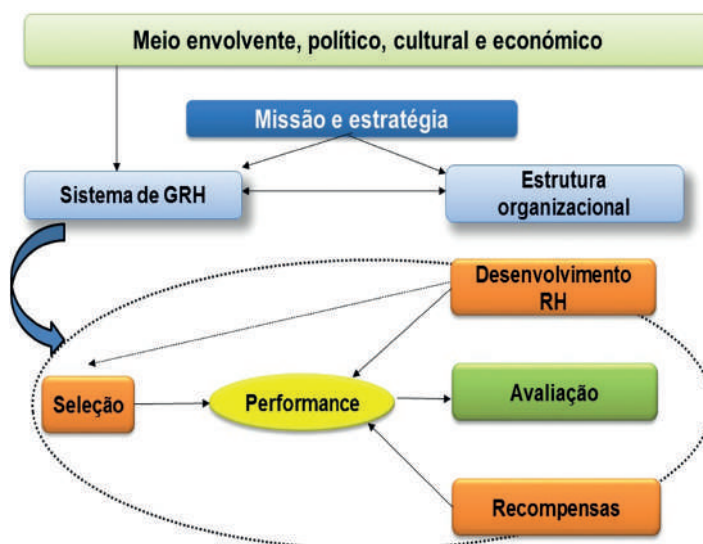 Meio envolvente, político, cultural e económico
Missão e estratégia
Sistema de GRH
Estrutura
organizacional
Desenvolvimento
RH
Seleção
Performance
Avaliação
Recompensas